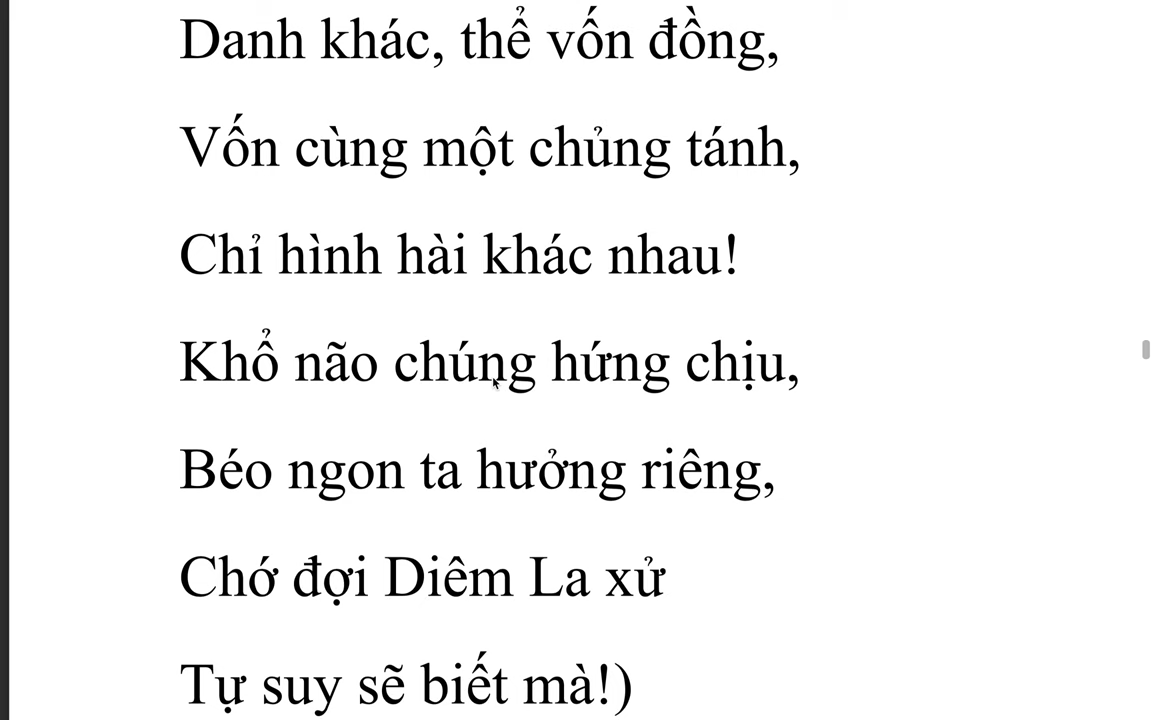 Danh khác, thể vốn đồng,
Vốn cùng một chủng tánh,
Chỉ hình hài khác nhau!
Khổ não chúng hứng chịu,
Béo ngon ta hưởng riêng,
Chớ đợi Diêm La xử
Tự suy sẽ biết mà!)